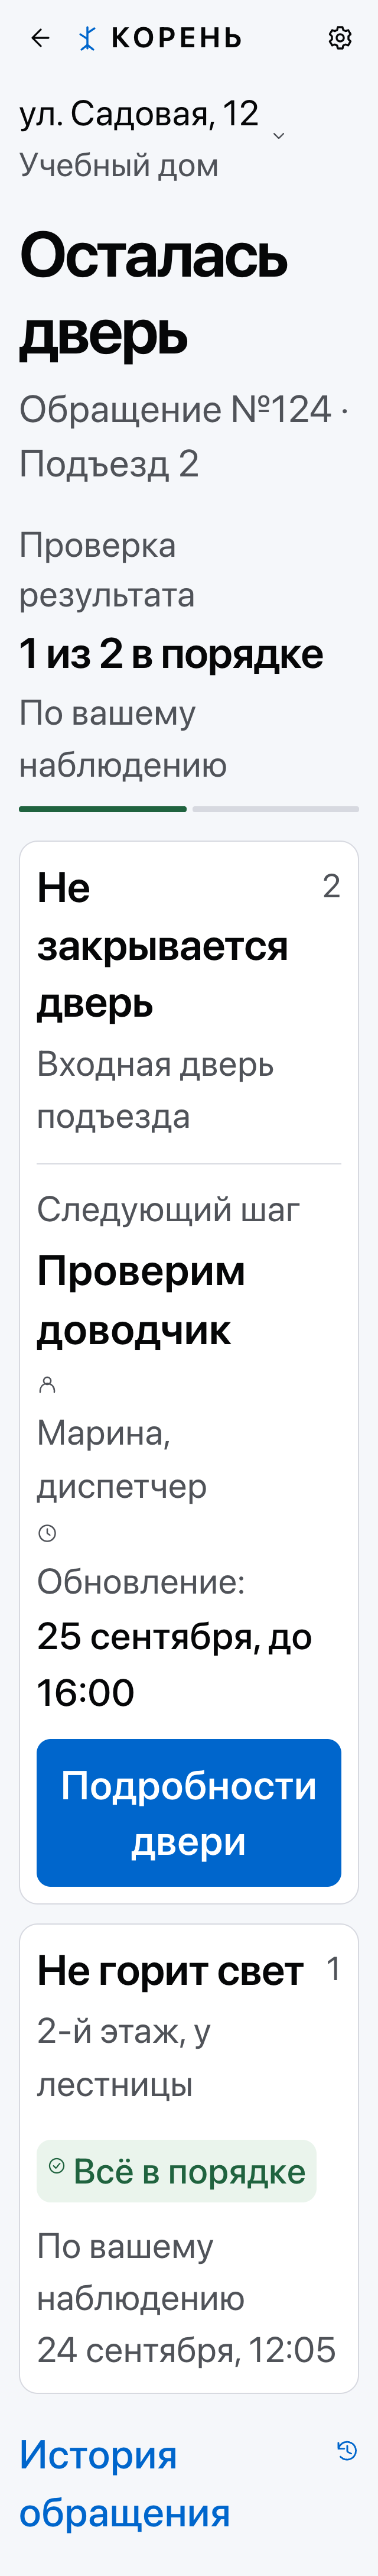 КОРЕНЬ
ул. Садовая, 12
Учебный дом
Осталась
дверь
Обращение №124 ·
Подъезд 2
Проверка
результата
1 из 2 в порядке
По вашему
наблюдению
Не
закрывается
дверь
2
Входная дверь
подъезда
Следующий шаг
Проверим
доводчик
Марина,
диспетчер
Обновление:
25 сентября, до
16:00
Подробности
двери
Не горит свет
1
2-й этаж, у
лестницы
Всё в порядке
По вашему
наблюдению
24 сентября, 12:05
История
обращения